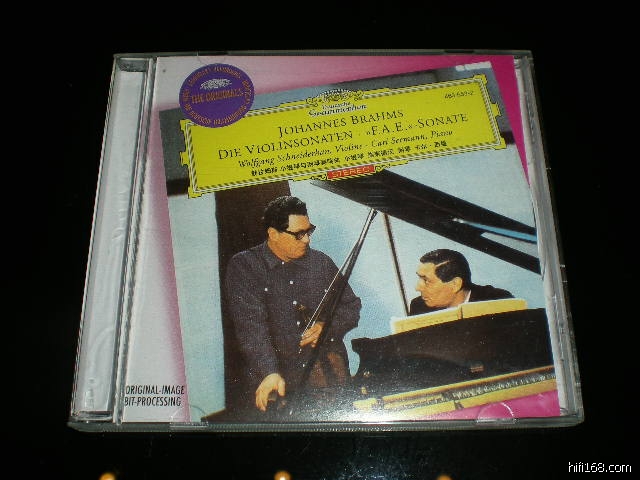 THE ORIGINALS
Deutsche
Grammophon
JOHANNES BRAHMS
DIE VIOLINSONATEN · »F.A.E.«-SONATE
Wolfgang Schneiderhan, Violine · Carl Seemann, Piano
STEREO
ORIGINAL-IMAGE
BIT-PROCESSING
hifi168.com